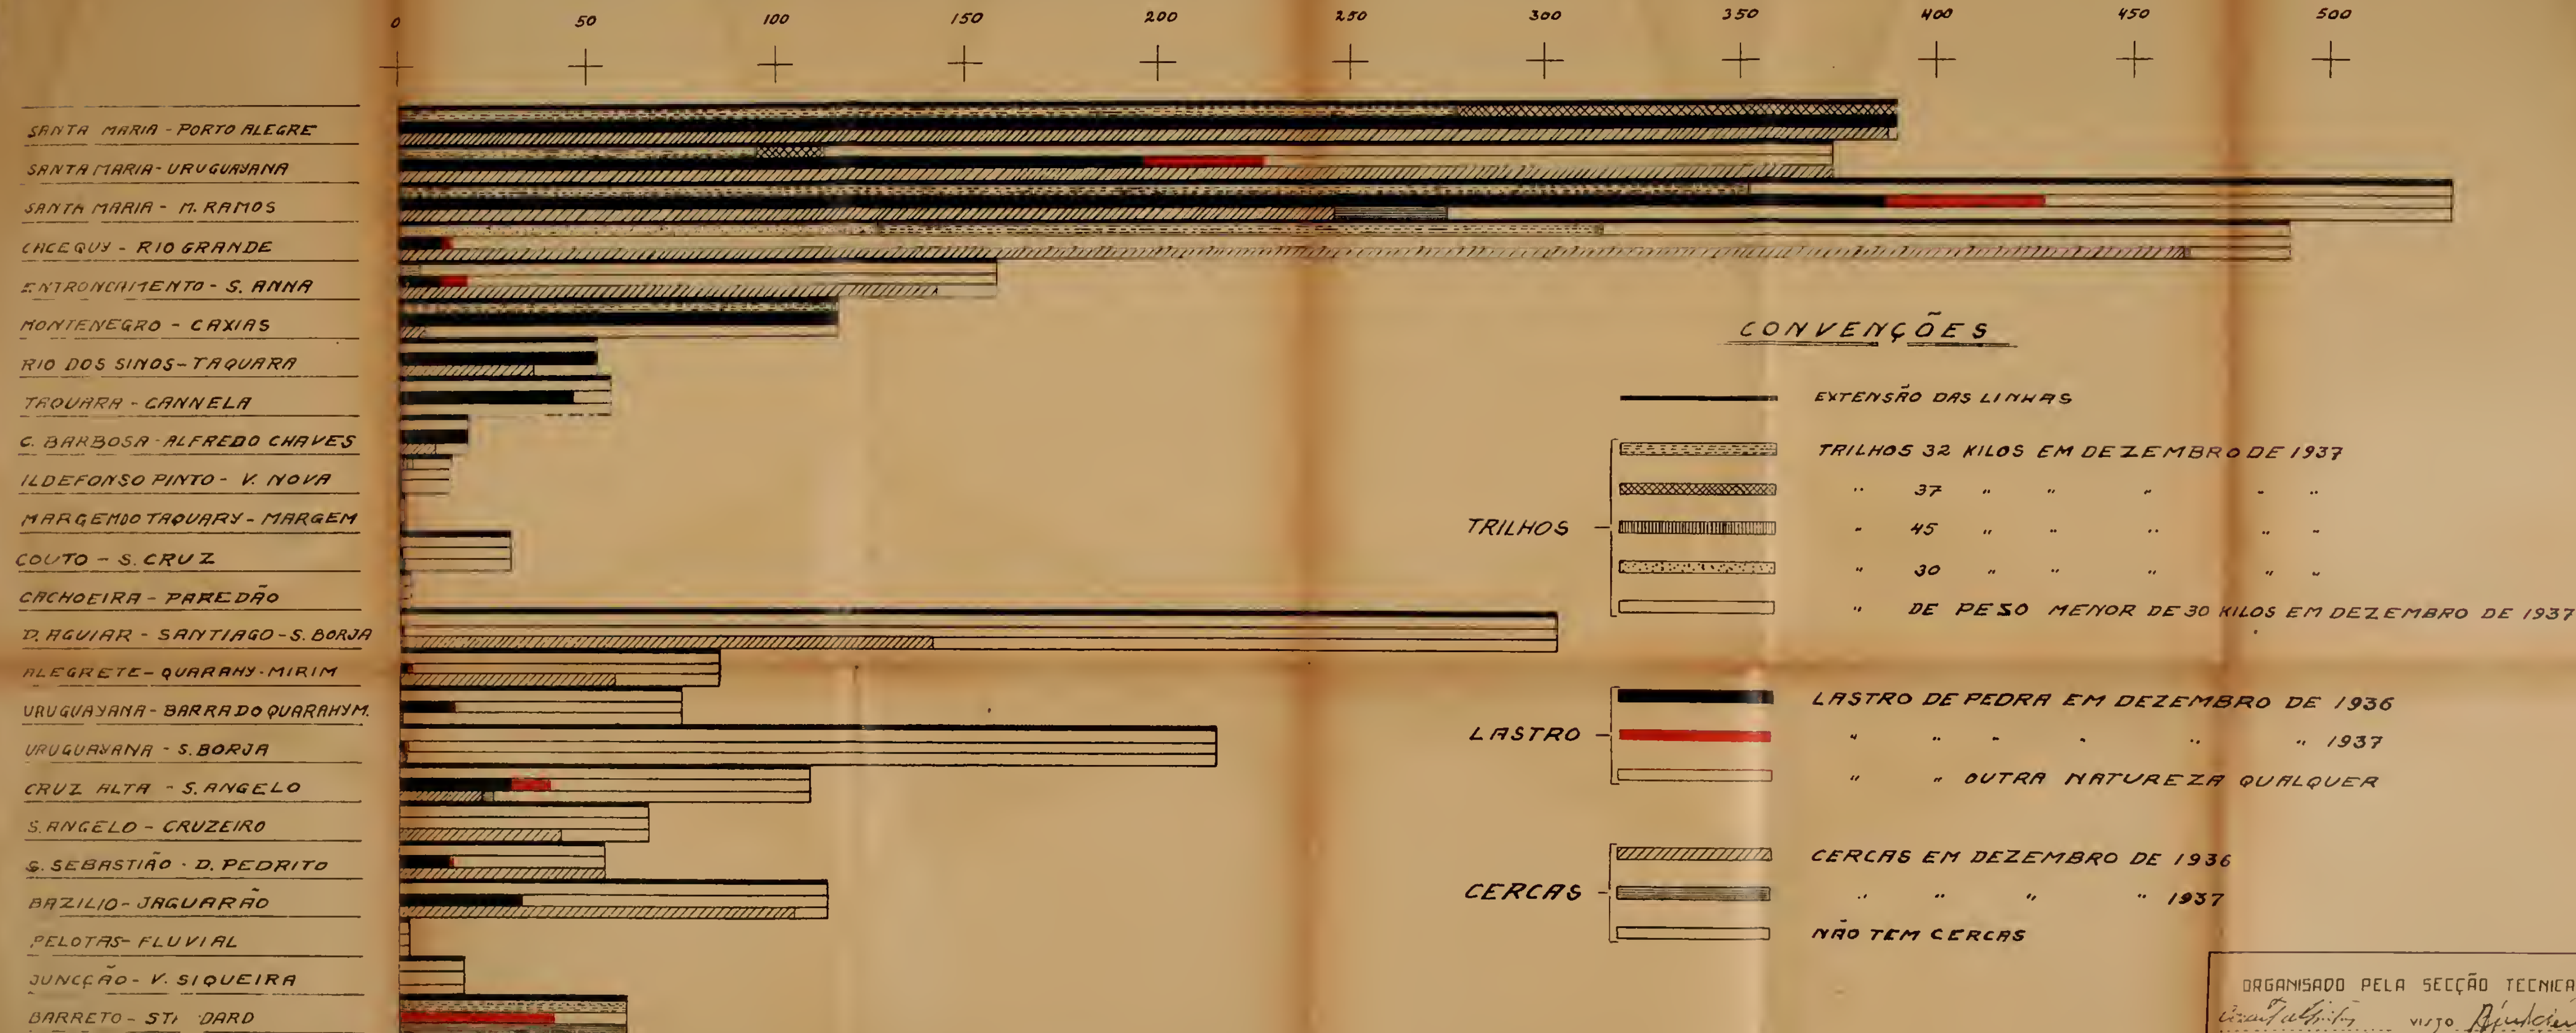 0 50 100 150 200 250 300 350 400 450 500
SANTA MARIA - PORTO ALEGRE
SANTA MARIA - URUGUAYANA
SANTA MARIA - M. RAMOS
CACEQUY - RIO GRANDE
ENTRONCAMENTO - S. ANNA
MONTENEGRO - CAXIAS
RIO DOS SINOS - TAQUARA
TAQUARA - CANNELA
C. BARBOSA - ALFREDO CHAVES
ILDEFONSO PINTO - V. NOVA
MARGEM DO TAQUARY - MARGEM
COUTO - S. CRUZ
CACHOEIRA - PAREDÃO
D. AGUIAR - SANTIAGO - S. BORJA
ALEGRETE - QUARAHY - MIRIM
URUGUAYANA - BARRA DO QUARAHY M.
URUGUAYANA - S. BORJA
CRUZ ALTA - S. ANGELO
S. ANGELO - CRUZEIRO
S. SEBASTIÃO - D. PEDRITO
BAZILIO - JAGUARÃO
PELOTAS - FLUVIAL
JUNCÇÃO - V. SIQUEIRA
BARRETO - STA DARD
CONVENÇÕES
EXTENSÃO DAS LINHAS
TRILHOS
TRILHOS 32 KILOS EM DEZEMBRO DE 1937
" 37 " " " " "
" 45 " " " " "
" 30 " " " " "
" DE PESO MENOR DE 30 KILOS EM DEZEMBRO DE 1937
LASTRO
LASTRO DE PEDRA EM DEZEMBRO DE 1936
" " " " " " 1937
" " OUTRA NATUREZA QUALQUER
CERCAS
CERCAS EM DEZEMBRO DE 1936
" " " " 1937
NÃO TEM CERCAS
ORGANISADO PELA SECÇÃO TECNICA
VISTO